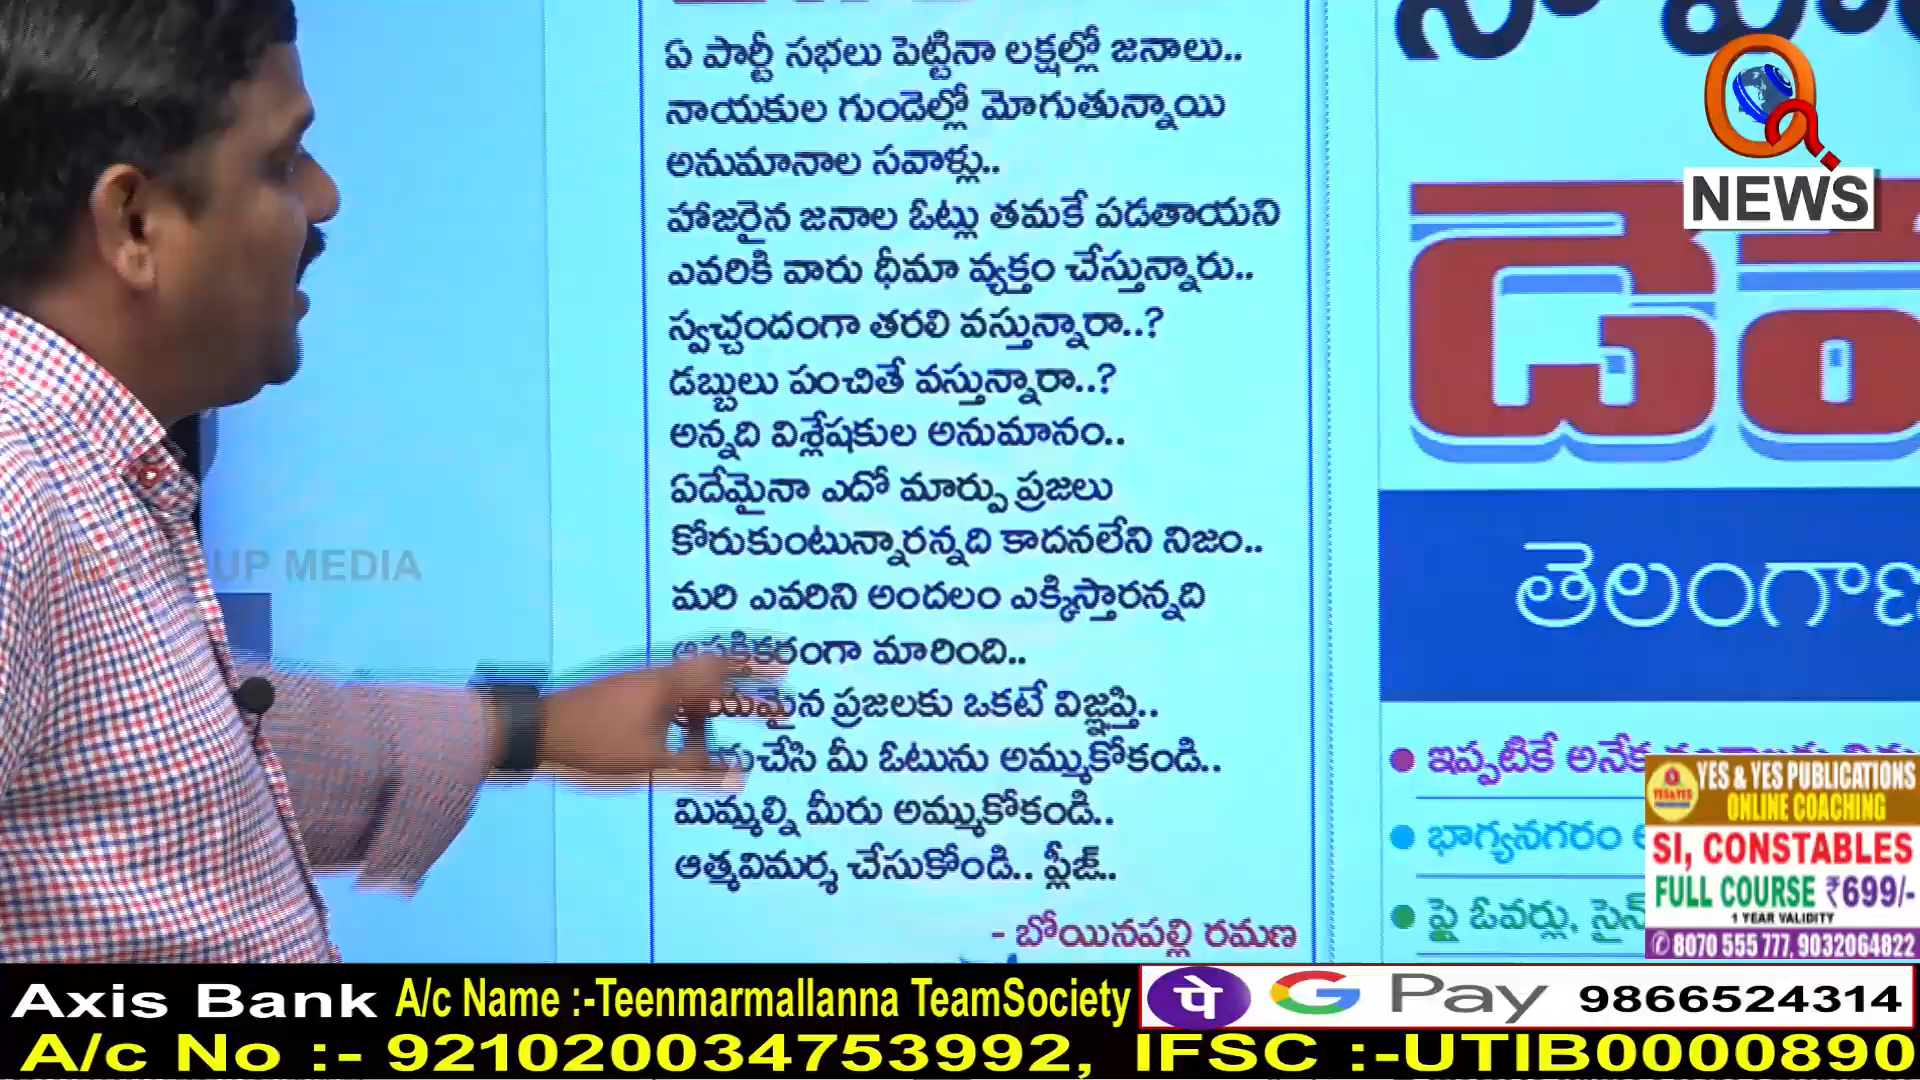 ఏ పార్టీ సభలు పెట్టినా లక్షల్లో జనాలు..
నాయకుల గుండెల్లో మోగుతున్నాయి
అనుమానాల సవాళ్లు..
హాజరైన జనాల ఓట్లు తమకే పడతాయని
ఎవరికి వారు ధీమా వ్యక్తం చేస్తున్నారు..
స్వచ్ఛందంగా తరలి వస్తున్నారా..?
డబ్బులు పంచితే వస్తున్నారా..?
అన్నది విశ్లేషకుల అనుమానం..
ఏదేమైనా ఎదో మార్పు ప్రజలు
కోరుకుంటున్నారన్నది కాదనలేని నిజం..
మరి ఎవరిని అందలం ఎక్కిస్తారన్నది
మారింది..
ప్రజలకు ఒకటే విజ్ఞప్తి..
మీ ఓటును అమ్ముకోకండి..
మిమ్మల్ని మీరు అమ్ముకోకండి..
ఆత్మవిమర్శ చేసుకోండి.. ప్లీజ్..
- బోయినపల్లి రమణ
తెలంగాణ
• ఇప్పటికే అనేక
• భాగ్యనగరం
• ఫ్లై ఓవర్లు, సైన్
Q
NEWS
UP MEDIA
YES & YES PUBLICATIONS
ONLINE COACHING
SI, CONSTABLES
FULL COURSE ₹699/-
1 YEAR VALIDITY
8070 555 777, 9032064822
Axis Bank A/c Name :-Teenmarmallanna TeamSociety
पे G Pay 9866524314
A/c No :- 921020034753992, IFSC :-UTIB0000890